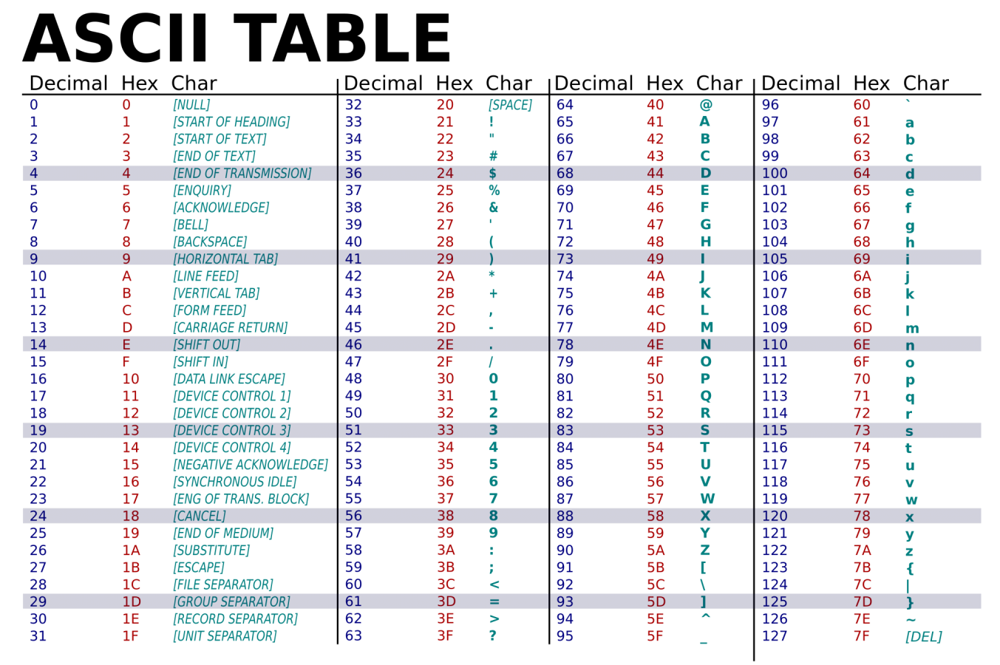 ASCII TABLE
Decimal Hex Char Decimal Hex Char Decimal Hex Char Decimal Hex Char
0 0 [NULL] 32 20 [SPACE] 64 40 @ 96 60 `
1 1 [START OF HEADING] 33 21 ! 65 41 A 97 61 a
2 2 [START OF TEXT] 34 22 " 66 42 B 98 62 b
3 3 [END OF TEXT] 35 23 # 67 43 C 99 63 c
4 4 [END OF TRANSMISSION] 36 24 $ 68 44 D 100 64 d
5 5 [ENQUIRY] 37 25 % 69 45 E 101 65 e
6 6 [ACKNOWLEDGE] 38 26 & 70 46 F 102 66 f
7 7 [BELL] 39 27 ' 71 47 G 103 67 g
8 8 [BACKSPACE] 40 28 ( 72 48 H 104 68 h
9 9 [HORIZONTAL TAB] 41 29 ) 73 49 I 105 69 i
10 A [LINE FEED] 42 2A * 74 4A J 106 6A j
11 B [VERTICAL TAB] 43 2B + 75 4B K 107 6B k
12 C [FORM FEED] 44 2C , 76 4C L 108 6C l
13 D [CARRIAGE RETURN] 45 2D - 77 4D M 109 6D m
14 E [SHIFT OUT] 46 2E . 78 4E N 110 6E n
15 F [SHIFT IN] 47 2F / 79 4F O 111 6F o
16 10 [DATA LINK ESCAPE] 48 30 0 80 50 P 112 70 p
17 11 [DEVICE CONTROL 1] 49 31 1 81 51 Q 113 71 q
18 12 [DEVICE CONTROL 2] 50 32 2 82 52 R 114 72 r
19 13 [DEVICE CONTROL 3] 51 33 3 83 53 S 115 73 s
20 14 [DEVICE CONTROL 4] 52 34 4 84 54 T 116 74 t
21 15 [NEGATIVE ACKNOWLEDGE] 53 35 5 85 55 U 117 75 u
22 16 [SYNCHRONOUS IDLE] 54 36 6 86 56 V 118 76 v
23 17 [ENG OF TRANS. BLOCK] 55 37 7 87 57 W 119 77 w
24 18 [CANCEL] 56 38 8 88 58 X 120 78 x
25 19 [END OF MEDIUM] 57 39 9 89 59 Y 121 79 y
26 1A [SUBSTITUTE] 58 3A : 90 5A Z 122 7A z
27 1B [ESCAPE] 59 3B ; 91 5B [ 123 7B {
28 1C [FILE SEPARATOR] 60 3C < 92 5C \ 124 7C |
29 1D [GROUP SEPARATOR] 61 3D = 93 5D ] 125 7D }
30 1E [RECORD SEPARATOR] 62 3E > 94 5E ^ 126 7E ~
31 1F [UNIT SEPARATOR] 63 3F ? 95 5F _ 127 7F [DEL]